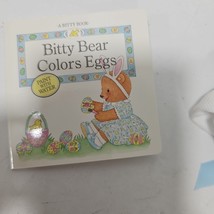 A BITTY BOOK
Bitty Bear
Colors Eggs
PAINT
WITH
WATER